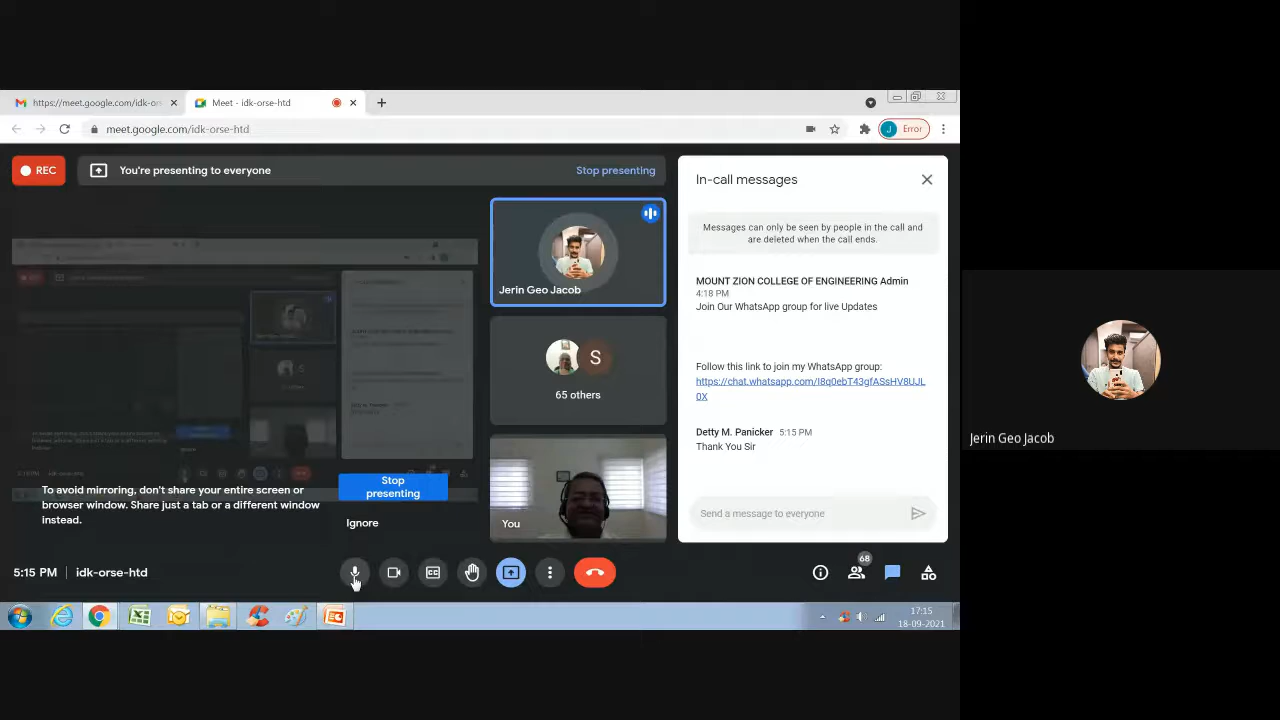 https://meet.google.com/idk-or
Meet - idk-orse-htd
meet.google.com/idk-orse-htd
J
Error
REC
You're presenting to everyone
Stop presenting
In-call messages
Messages can only be seen by people in the call and
are deleted when the call ends.
Jerin Geo Jacob
MOUNT ZION COLLEGE OF ENGINEERING Admin
4:18 PM
Join Our WhatsApp group for live Updates
S
65 others
Follow this link to join my WhatsApp group:
https://chat.whatsapp.com/I8q0ebT43gfASsHV8UJL
0X
Detty M. Panicker 5:15 PM
Thank You Sir
To avoid mirroring, don't share your entire screen or
browser window. Share just a tab or a different window
instead.
Stop
presenting
Ignore
You
Send a message to everyone
5:15 PM | idk-orse-htd
68
17:15
18-09-2021
Jerin Geo Jacob